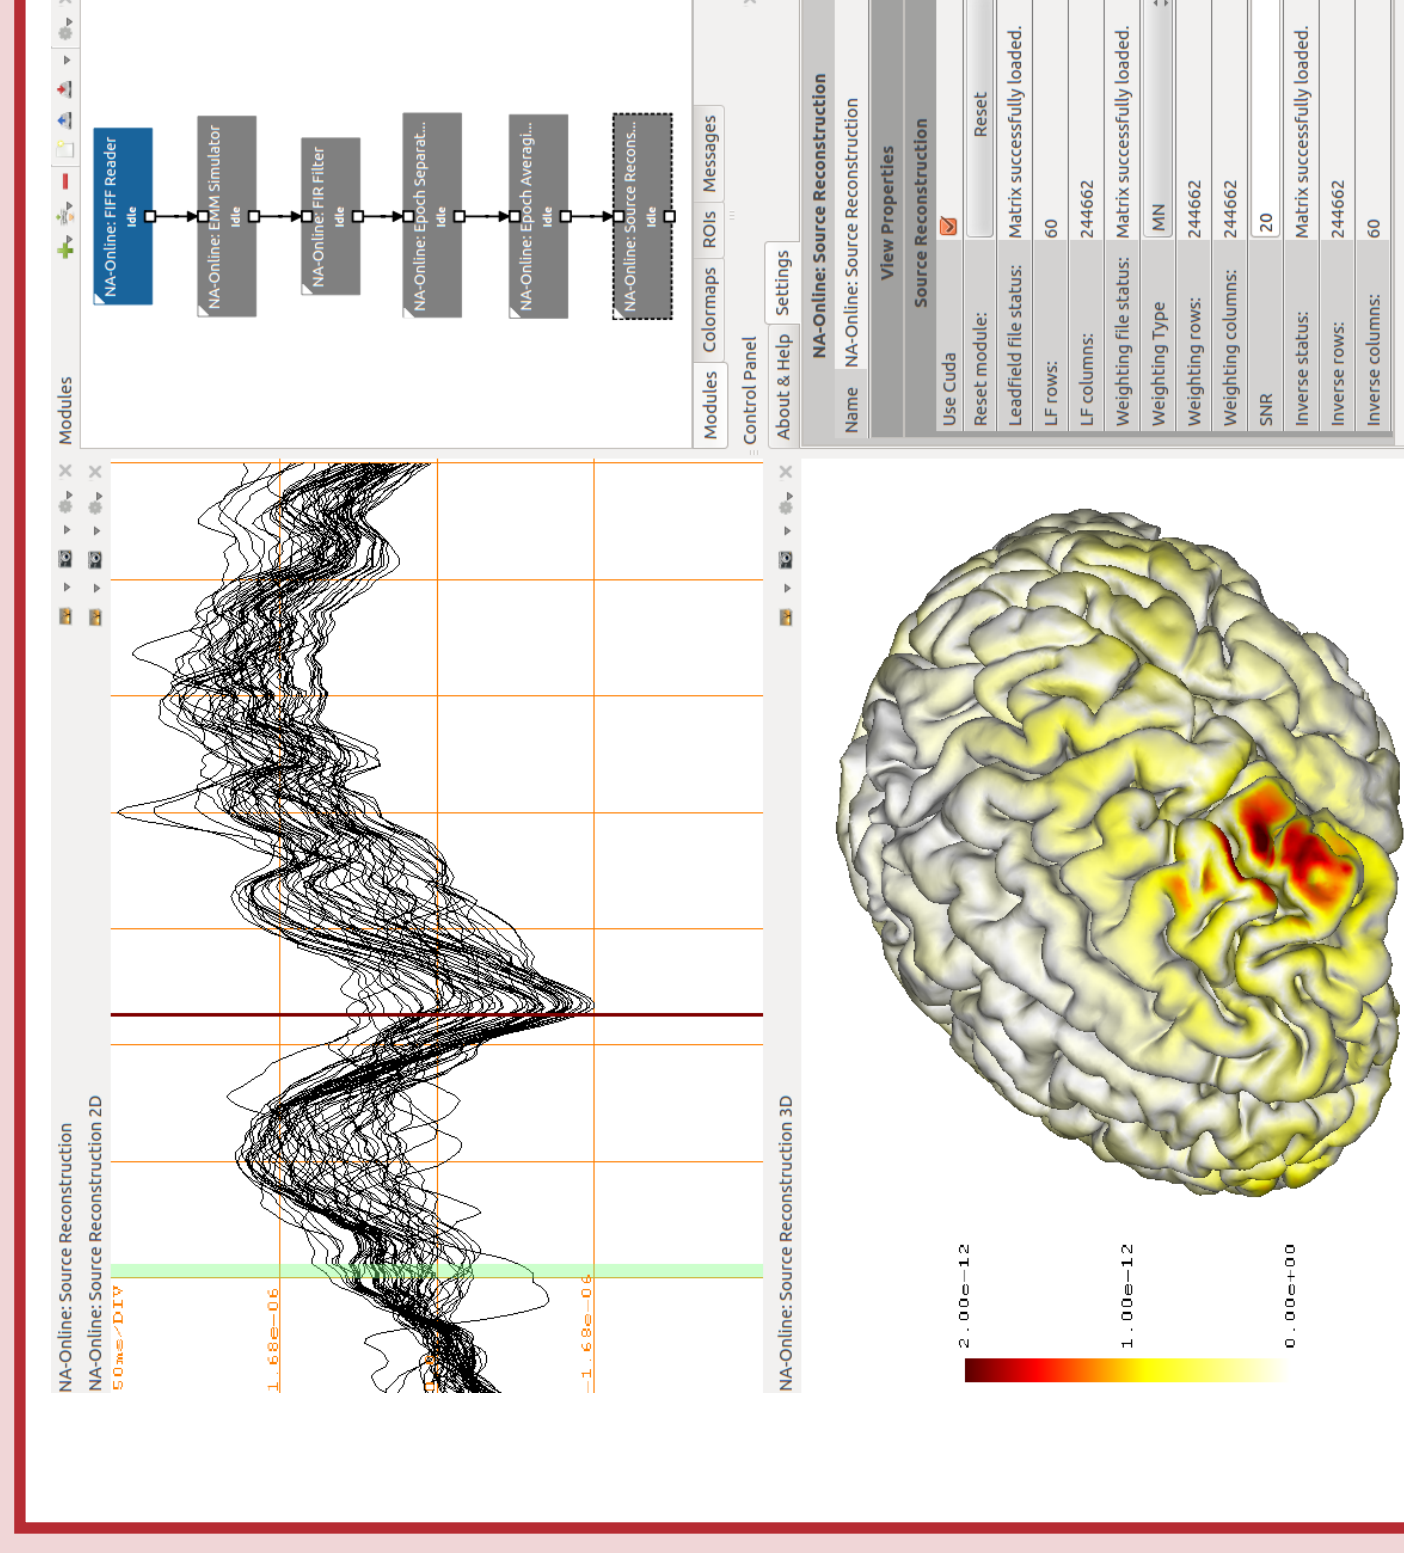 NA-Online: Source Reconstruction
NA-Online: Source Reconstruction 2D
50ms/DIV
1.68e-06
-1.68e-06
Modules
NA-Online: FIFF Reader
Idle
NA-Online: EMM Simulator
Idle
NA-Online: FIR Filter
Idle
NA-Online: Epoch Separat...
Idle
NA-Online: Epoch Averagi...
Idle
NA-Online: Source Recons...
Idle
Modules Colormaps ROIs Messages
NA-Online: Source Reconstruction 3D
2.00e-12
1.00e-12
0.00e+00
Control Panel
About & Help Settings
NA-Online: Source Reconstruction
Name NA-Online: Source Reconstruction
View Properties
Source Reconstruction
Use Cuda
Reset module: Reset
Leadfield file status: Matrix successfully loaded.
LF rows: 60
LF columns: 244662
Weighting file status: Matrix successfully loaded.
Weighting Type MN
Weighting rows: 244662
Weighting columns: 244662
SNR 20
Inverse status: Matrix successfully loaded.
Inverse rows: 244662
Inverse columns: 60